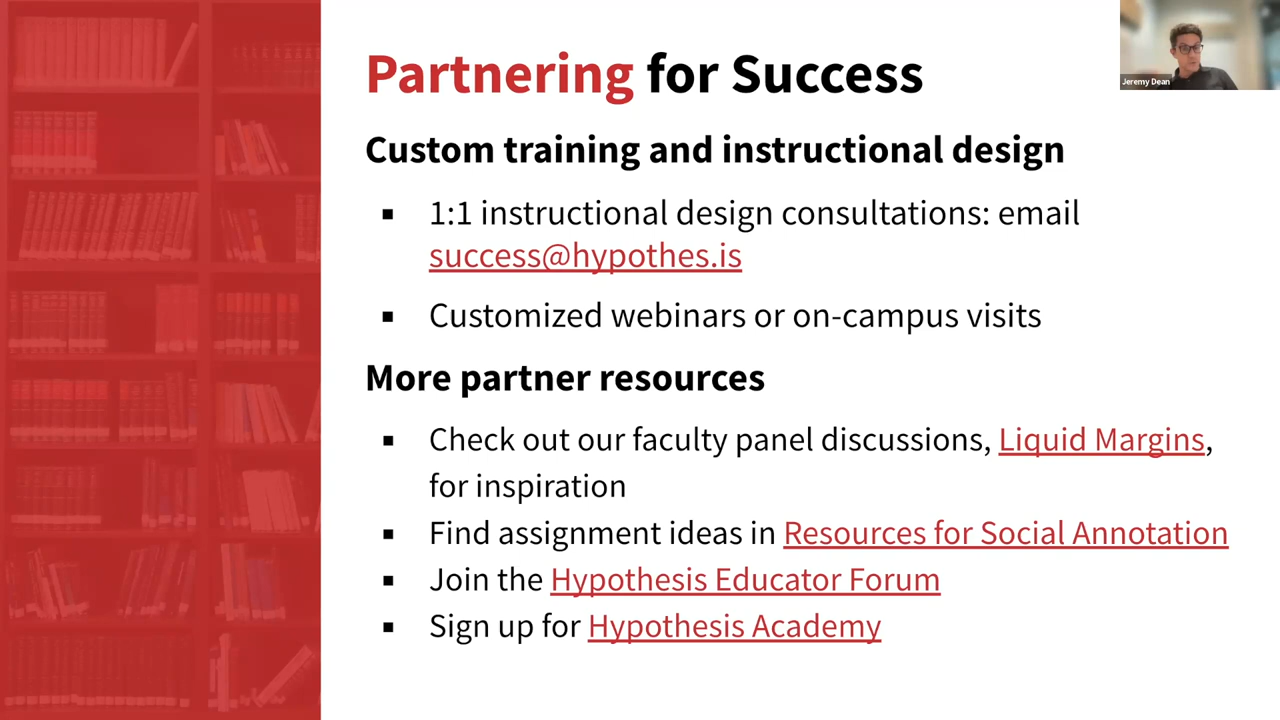 Partnering for Success
Jeremy Dean
Custom training and instructional design
▪ 1:1 instructional design consultations: email
success@hypothes.is
▪ Customized webinars or on-campus visits
More partner resources
▪ Check out our faculty panel discussions, Liquid Margins,
for inspiration
▪ Find assignment ideas in Resources for Social Annotation
▪ Join the Hypothesis Educator Forum
▪ Sign up for Hypothesis Academy